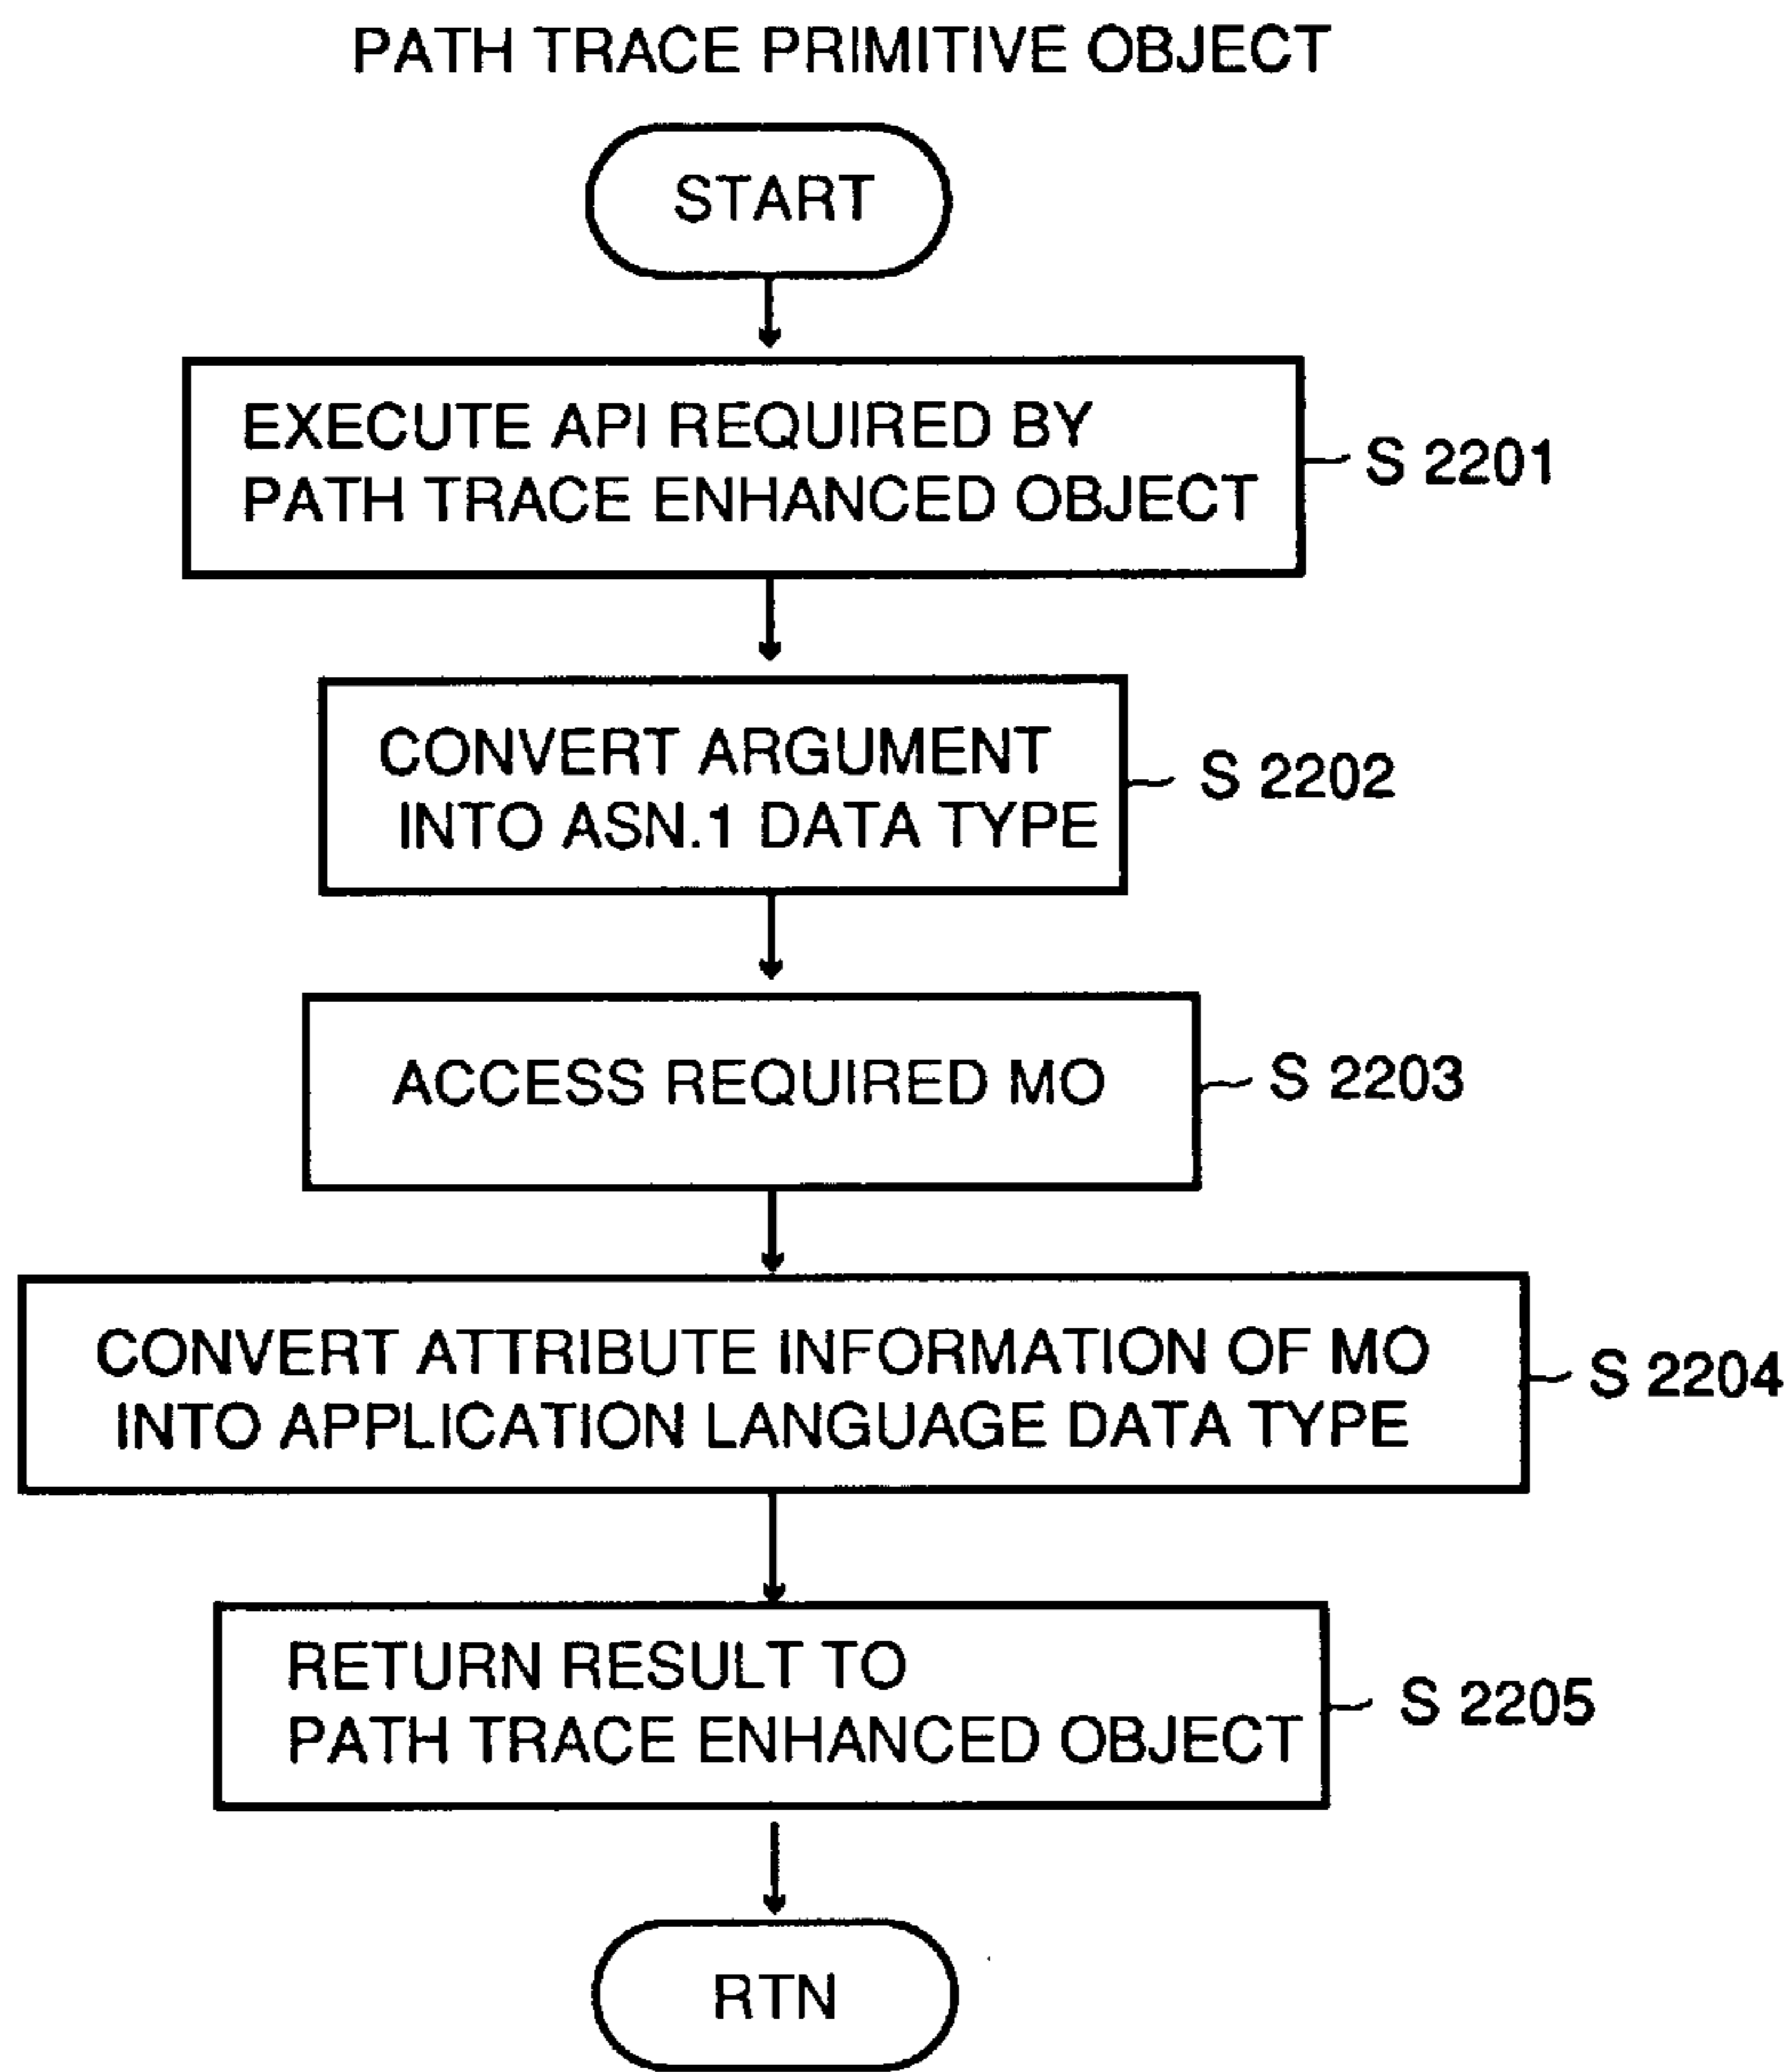 PATH TRACE PRIMITIVE OBJECT
START
EXECUTE API REQUIRED BY
PATH TRACE ENHANCED OBJECT
S 2201
CONVERT ARGUMENT
INTO ASN.1 DATA TYPE
S 2202
ACCESS REQUIRED MO
S 2203
CONVERT ATTRIBUTE INFORMATION OF MO
INTO APPLICATION LANGUAGE DATA TYPE
S 2204
RETURN RESULT TO
PATH TRACE ENHANCED OBJECT
S 2205
RTN